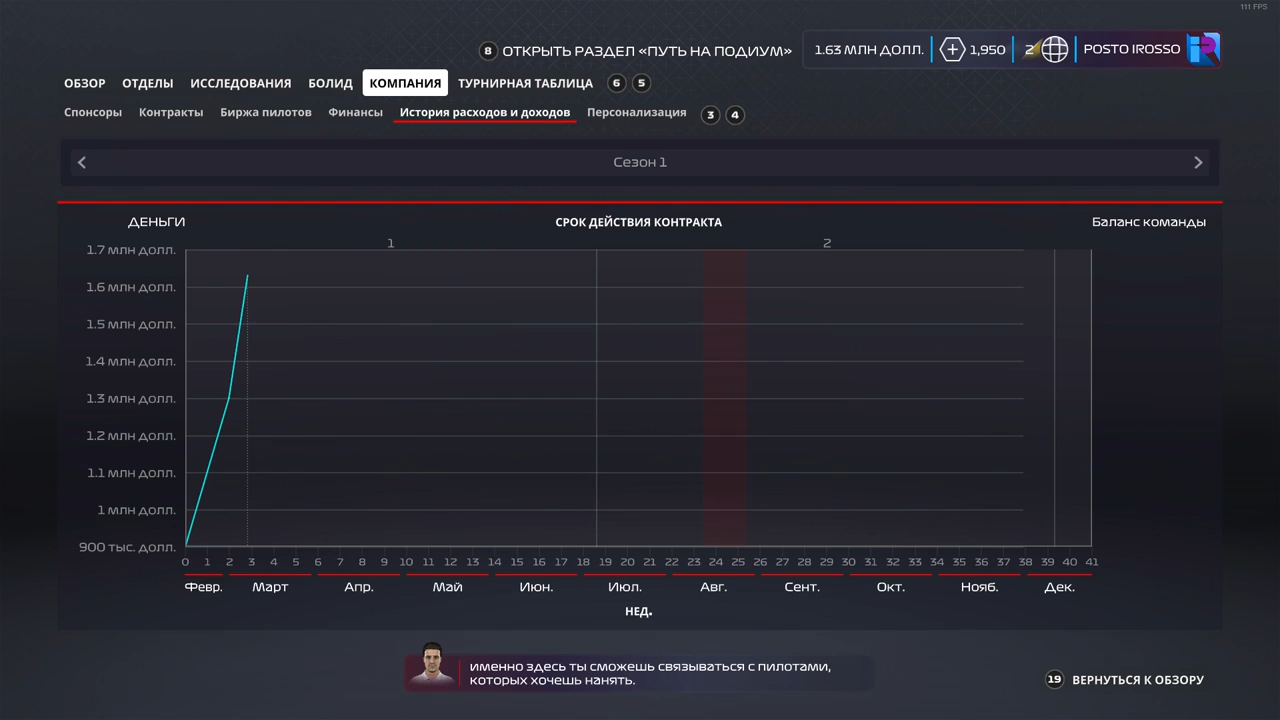 111 FPS
8 ОТКРЫТЬ РАЗДЕЛ «ПУТЬ НА ПОДИУМ»
1.63 МЛН ДОЛЛ. 1,950 2 POSTO IROSSO
ОБЗОР ОТДЕЛЫ ИССЛЕДОВАНИЯ БОЛИД КОМПАНИЯ ТУРНИРНАЯ ТАБЛИЦА 6 5
Спонсоры Контракты Биржа пилотов Финансы История расходов и доходов Персонализация 3 4
Сезон 1
ДЕНЬГИ СРОК ДЕЙСТВИЯ КОНТРАКТА Баланс команды
1 2
1.7 млн долл.
1.6 млн долл.
1.5 млн долл.
1.4 млн долл.
1.3 млн долл.
1.2 млн долл.
1.1 млн долл.
1 млн долл.
900 тыс. долл.
0 1 2 3 4 5 6 7 8 9 10 11 12 13 14 15 16 17 18 19 20 21 22 23 24 25 26 27 28 29 30 31 32 33 34 35 36 37 38 39 40 41
Февр. Март Апр. Май Июн. Июл. Авг. Сент. Окт. Нояб. Дек.
НЕД.
именно здесь ты сможешь связываться с пилотами,
которых хочешь нанять.
19 ВЕРНУТЬСЯ К ОБЗОРУ